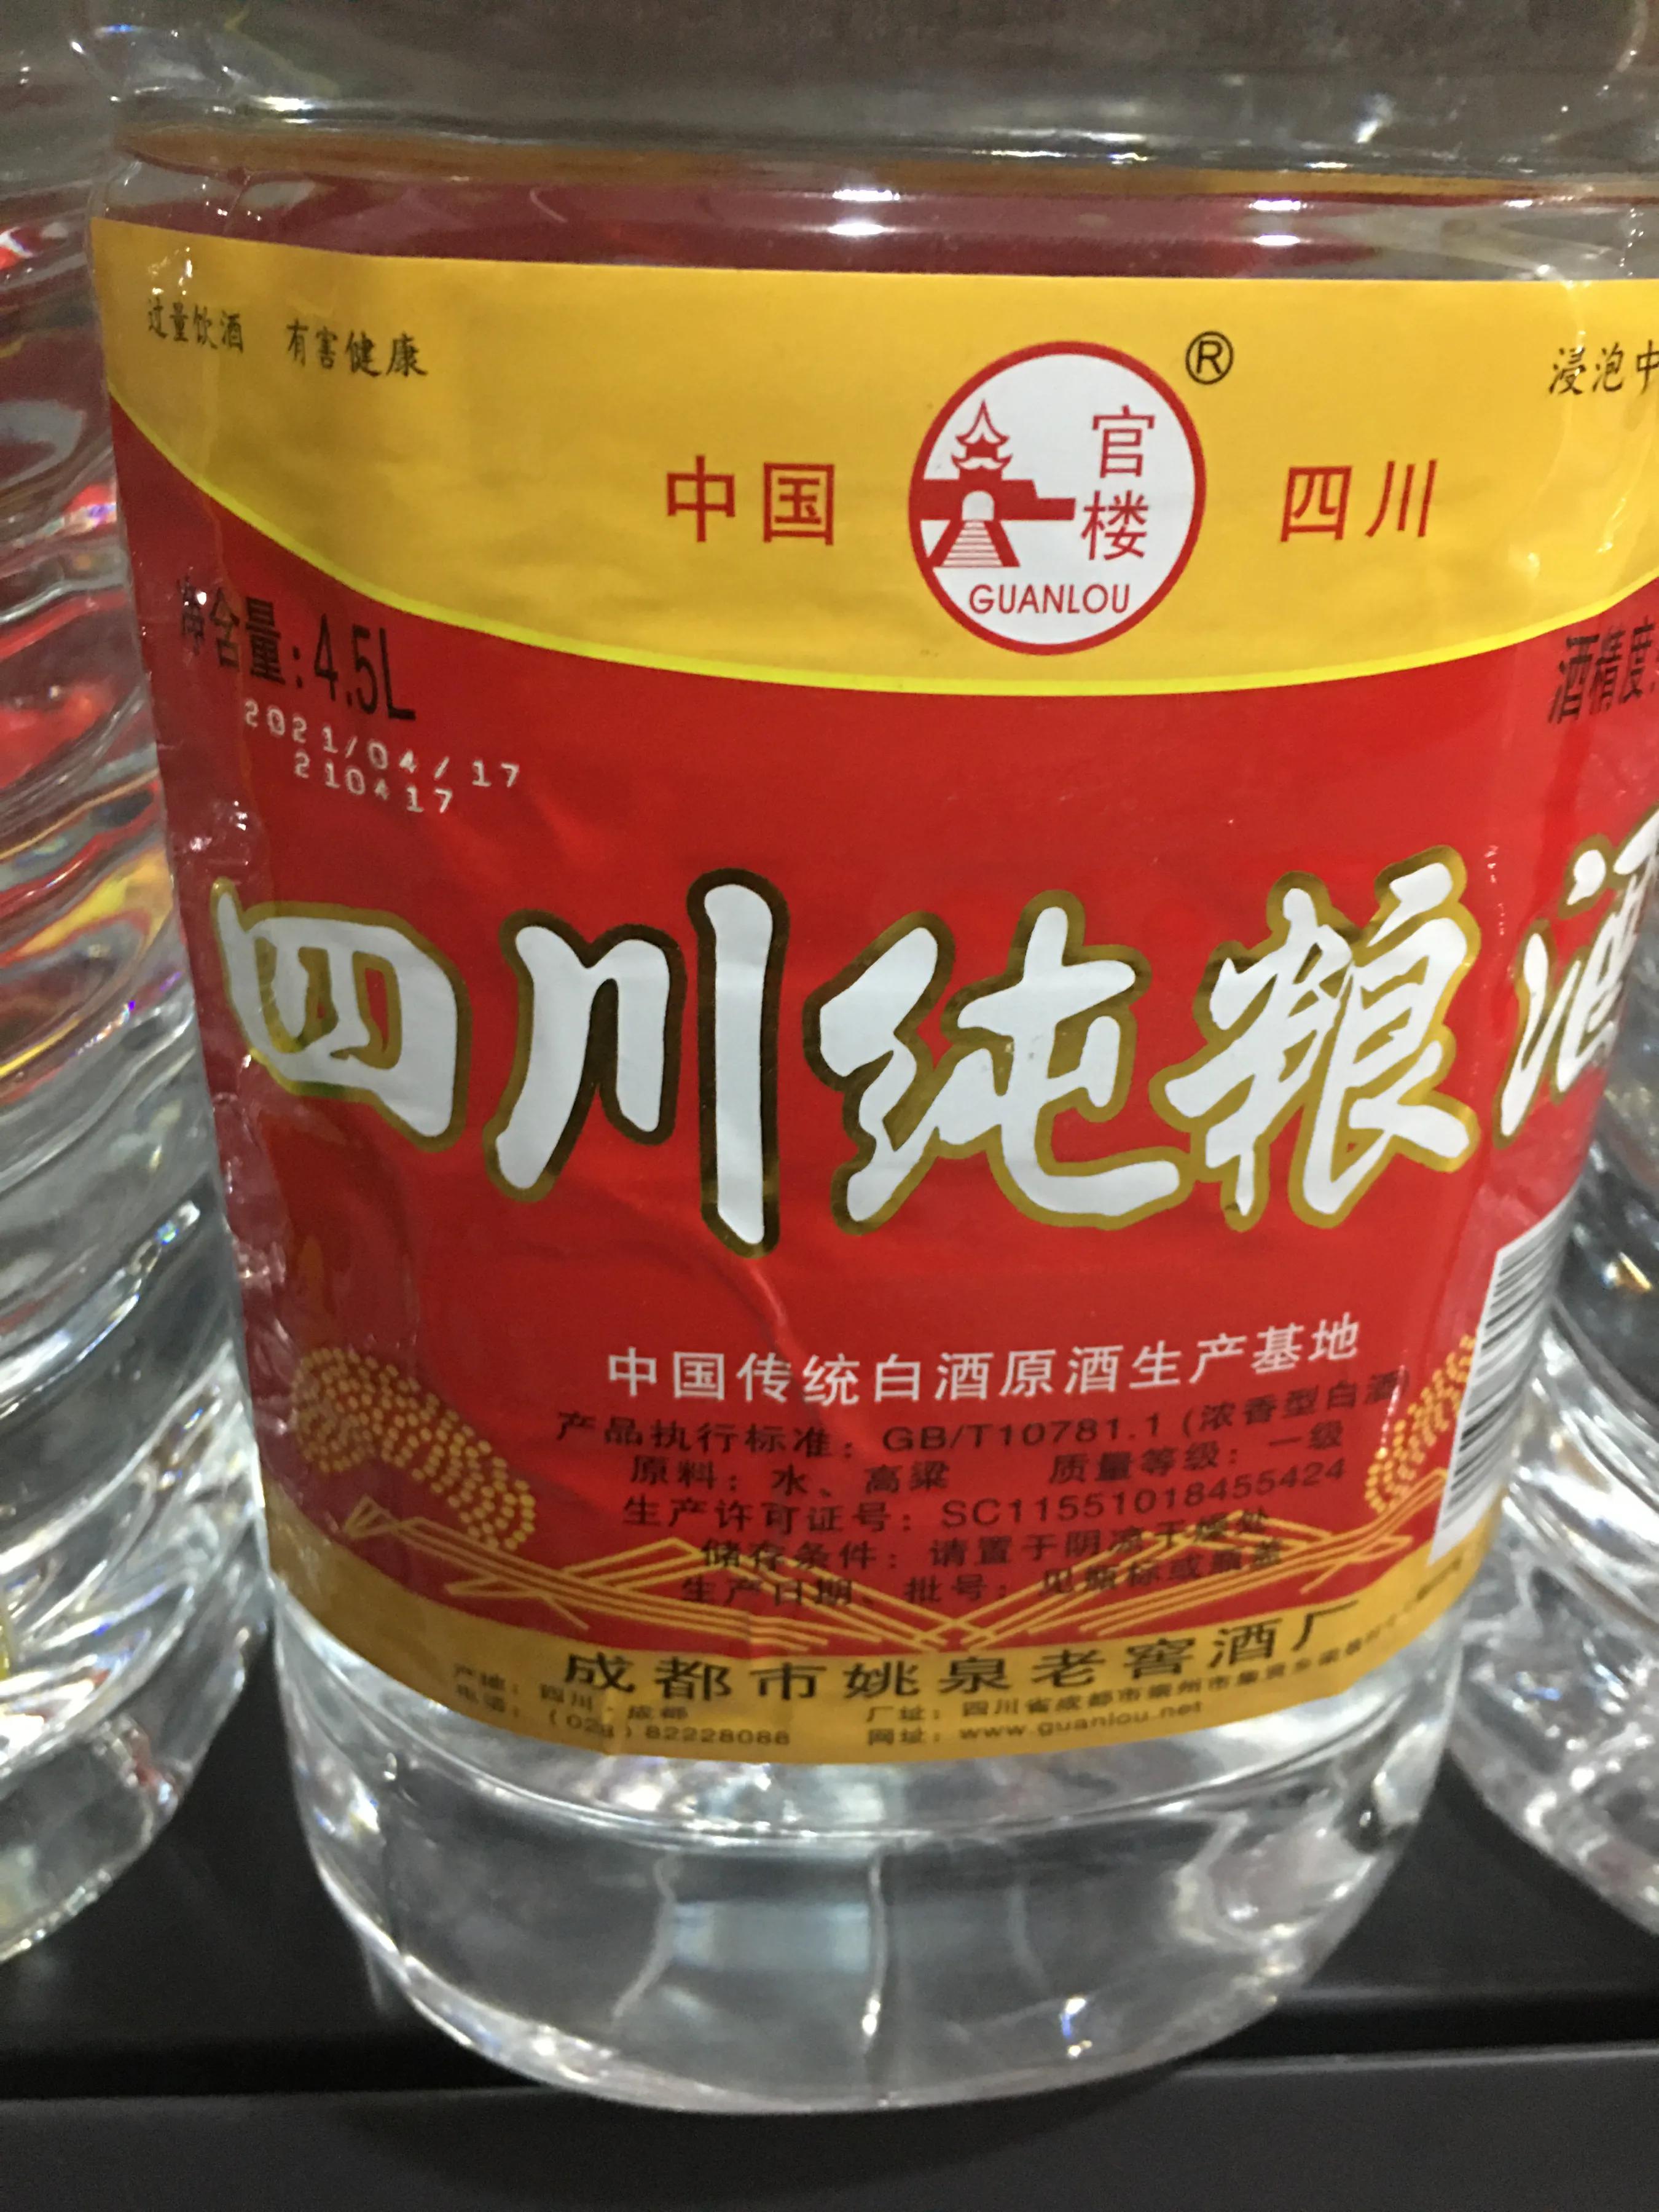 过量饮酒 有害健康
浸泡中
中国
官楼
GUANLOU
®
四川
净含量:4.5L
酒精度:
2021/04/17
210417
四川纯粮酒
中国传统白酒原酒生产基地
产品执行标准：GB/T10781.1 (浓香型白酒)
原料：水、高粱 质量等级：一级
生产许可证号：SC11551018455424
储存条件：请置于阴凉干燥处
生产日期、批号：见瓶标或瓶盖
成都市姚泉老窖酒厂
产地：四川·成都 厂址：四川省成都市崇州市集贤乡
电话：(028)82228088 网址：www.guanlou.net